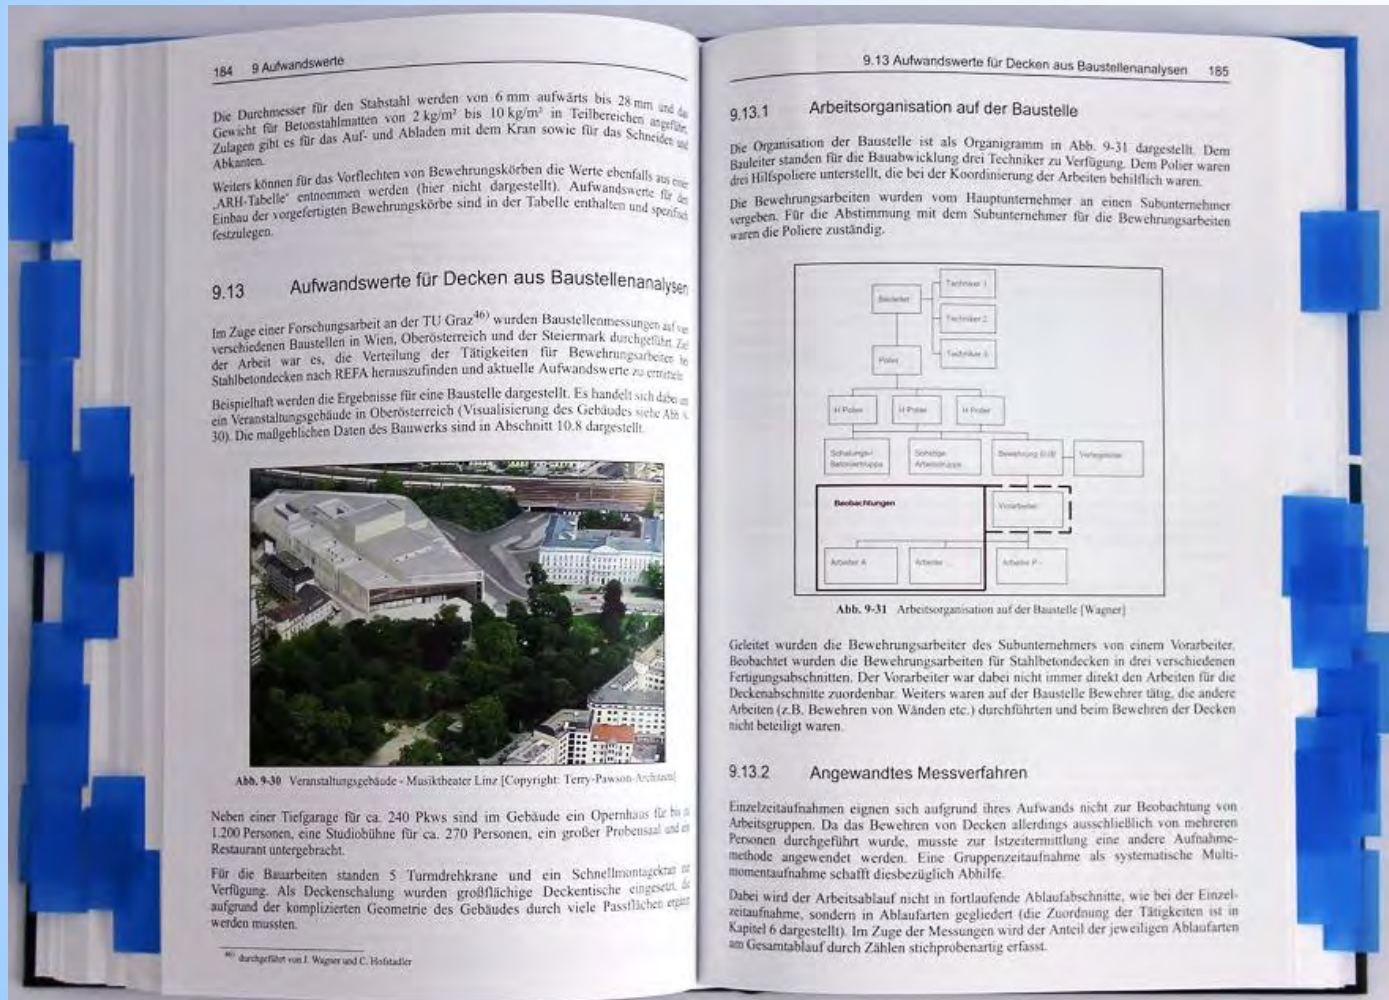 184 9 Aufwandswerte
Die Durchmesser für den Stabstahl werden von 6 mm aufwärts bis 28 mm und das
Gewicht für Betonstahlmatten von 2 kg/m² bis 10 kg/m² in Teilbereichen angeführt.
Zulagen gibt es für das Auf- und Abladen mit dem Kran sowie für das Schneiden und
Abkanten.
Weiters können für das Vorflechten von Bewehrungskörben die Werte ebenfalls aus einer
„ARH-Tabelle" entnommen werden (hier nicht dargestellt). Aufwandswerte für den
Einbau der vorgefertigten Bewehrungskörbe sind in der Tabelle enthalten und spezifisch
festzulegen.
9.13 Aufwandswerte für Decken aus Baustellenanalysen
Im Zuge einer Forschungsarbeit an der TU Graz⁴⁶⁾ wurden Baustellenmessungen auf
verschiedenen Baustellen in Wien, Oberösterreich und der Steiermark durchgeführt. Ziel
der Arbeit war es, die Verteilung der Tätigkeiten für Bewehrungsarbeiten bei
Stahlbetondecken nach REFA herauszufinden und aktuelle Aufwandswerte zu ermitteln.
Beispielhaft werden die Ergebnisse für eine Baustelle dargestellt. Es handelt sich dabei um
ein Veranstaltungsgebäude in Oberösterreich (Visualisierung des Gebäudes siehe Abb. 9-
30). Die maßgeblichen Daten des Bauwerks sind in Abschnitt 10.8 dargestellt.
Abb. 9-30 Veranstaltungsgebäude - Musiktheater Linz [Copyright: Terry-Pawson-Architects]
Neben einer Tiefgarage für ca. 240 Pkws sind im Gebäude ein Opernhaus für bis zu
1.200 Personen, eine Studiobühne für ca. 270 Personen, ein großer Probensaal und ein
Restaurant untergebracht.
Für die Bauarbeiten standen 5 Turmdrehkrane und ein Schnellmontagekran zur
Verfügung. Als Deckenschalung wurden großflächige Deckentische eingesetzt, die
aufgrund der komplizierten Geometrie des Gebäudes durch viele Passflächen ergänzt
werden mussten.
⁴⁶⁾ durchgeführt von J. Wagner und C. Hofstadler
9.13 Aufwandswerte für Decken aus Baustellenanalysen 185
9.13.1 Arbeitsorganisation auf der Baustelle
Die Organisation der Baustelle ist als Organigramm in Abb. 9-31 dargestellt. Dem
Bauleiter standen für die Bauabwicklung drei Techniker zu Verfügung. Dem Polier waren
drei Hilfspoliere unterstellt, die bei der Koordinierung der Arbeiten behilflich waren.
Die Bewehrungsarbeiten wurden vom Hauptunternehmer an einen Subunternehmer
vergeben. Für die Abstimmung mit dem Subunternehmer für die Bewehrungsarbeiten
waren die Poliere zuständig.
Bauleiter
Techniker 1
Techniker 2
Techniker 3
Polier
H Polier H Polier H Polier
Schalungs-/
Betoniertruppe
Sonstige
Arbeitstruppe
Bewehrung SUB
Beobachtungen
Vorarbeiter
Arbeiter A Arbeiter ... Arbeiter P
Abb. 9-31 Arbeitsorganisation auf der Baustelle [Wagner]
Geleitet wurden die Bewehrungsarbeiter des Subunternehmers von einem Vorarbeiter.
Beobachtet wurden die Bewehrungsarbeiten für Stahlbetondecken in drei verschiedenen
Fertigungsabschnitten. Der Vorarbeiter war dabei nicht immer direkt den Arbeiten für die
Deckenabschnitte zuordenbar. Weiters waren auf der Baustelle Bewehrer tätig, die andere
Arbeiten (z.B. Bewehren von Wänden etc.) durchführten und beim Bewehren der Decken
nicht beteiligt waren.
9.13.2 Angewandtes Messverfahren
Einzelzeitaufnahmen eignen sich aufgrund ihres Aufwands nicht zur Beobachtung von
Arbeitsgruppen. Da das Bewehren von Decken allerdings ausschließlich von mehreren
Personen durchgeführt wurde, musste zur Istzeitermittlung eine andere Aufnahme-
methode angewendet werden. Eine Gruppenzeitaufnahme als systematische Multi-
momentaufnahme schafft diesbezüglich Abhilfe.
Dabei wird der Arbeitsablauf nicht in fortlaufende Ablaufabschnitte, wie bei der Einzel-
zeitaufnahme, sondern in Ablaufarten gegliedert (die Zuordnung der Tätigkeiten ist in
Kapitel 6 dargestellt). Im Zuge der Messungen wird der Anteil der jeweiligen Ablaufarten
am Gesamtablauf durch Zählen stichprobenartig erfasst.